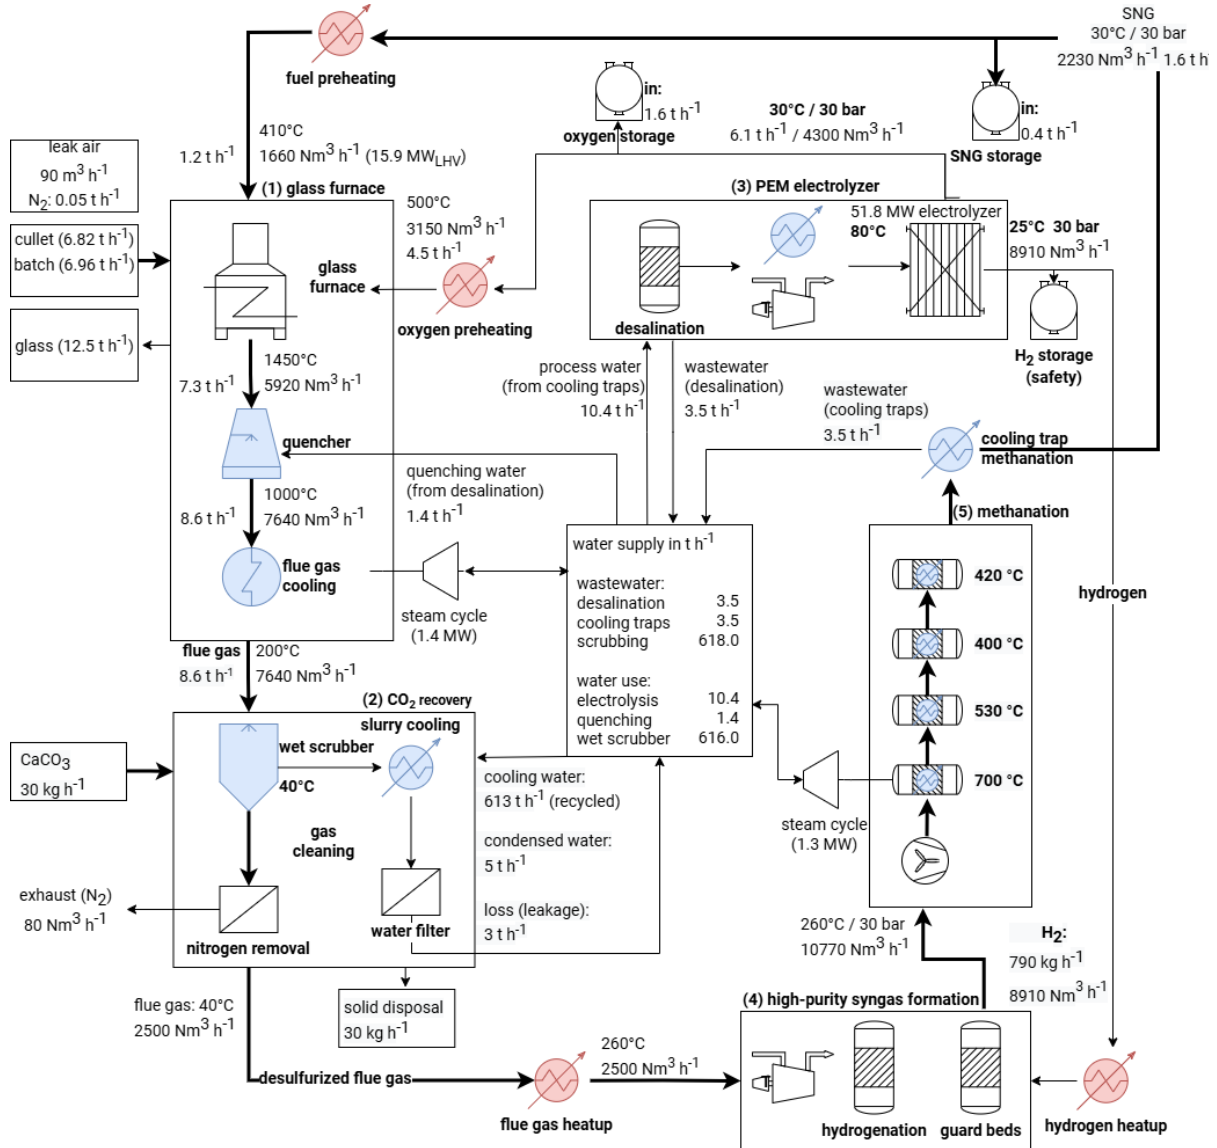 SNG
30°C / 30 bar
2230 Nm³ h⁻¹ 1.6 t h
fuel preheating
in:
1.6 t h⁻¹
oxygen storage
30°C / 30 bar
6.1 t h⁻¹ / 4300 Nm³ h⁻¹
in:
0.4 t h⁻¹
SNG storage
410°C
1.2 t h⁻¹
1660 Nm³ h⁻¹ (15.9 MW_LHV)
leak air
90 m³ h⁻¹
N₂: 0.05 t h⁻¹
cullet (6.82 t h⁻¹)
batch (6.96 t h⁻¹)
glass (12.5 t h⁻¹)
(1) glass furnace
500°C
3150 Nm³ h⁻¹
4.5 t h⁻¹
glass
furnace
oxygen preheating
(3) PEM electrolyzer
51.8 MW electrolyzer
80°C
desalination
25°C 30 bar
8910 Nm³ h⁻¹
H₂ storage
(safety)
1450°C
7.3 t h⁻¹
5920 Nm³ h⁻¹
quencher
1000°C
8.6 t h⁻¹
7640 Nm³ h⁻¹
flue gas
cooling
quenching water
(from desalination)
1.4 t h⁻¹
process water
(from cooling traps)
10.4 t h⁻¹
wastewater
(desalination)
3.5 t h⁻¹
wastewater
(cooling traps)
3.5 t h⁻¹
cooling trap
methanation
(5) methanation
420 °C
400 °C
530 °C
700 °C
hydrogen
steam cycle
(1.4 MW)
water supply in t h⁻¹
wastewater:
desalination 3.5
cooling traps 3.5
scrubbing 618.0
water use:
electrolysis 10.4
quenching 1.4
wet scrubber 616.0
steam cycle
(1.3 MW)
flue gas
200°C
8.6 t h⁻¹
7640 Nm³ h⁻¹
(2) CO₂ recovery
slurry cooling
wet scrubber
40°C
CaCO₃
30 kg h⁻¹
gas
cleaning
cooling water:
613 t h⁻¹ (recycled)
condensed water:
5 t h⁻¹
loss (leakage):
3 t h⁻¹
exhaust (N₂)
80 Nm³ h⁻¹
nitrogen removal
water filter
flue gas: 40°C
2500 Nm³ h⁻¹
solid disposal
30 kg h⁻¹
260°C / 30 bar
10770 Nm³ h⁻¹
H₂:
790 kg h⁻¹
8910 Nm³ h⁻¹
(4) high-purity syngas formation
desulfurized flue gas
260°C
2500 Nm³ h⁻¹
flue gas heatup
hydrogenation
guard beds
hydrogen heatup